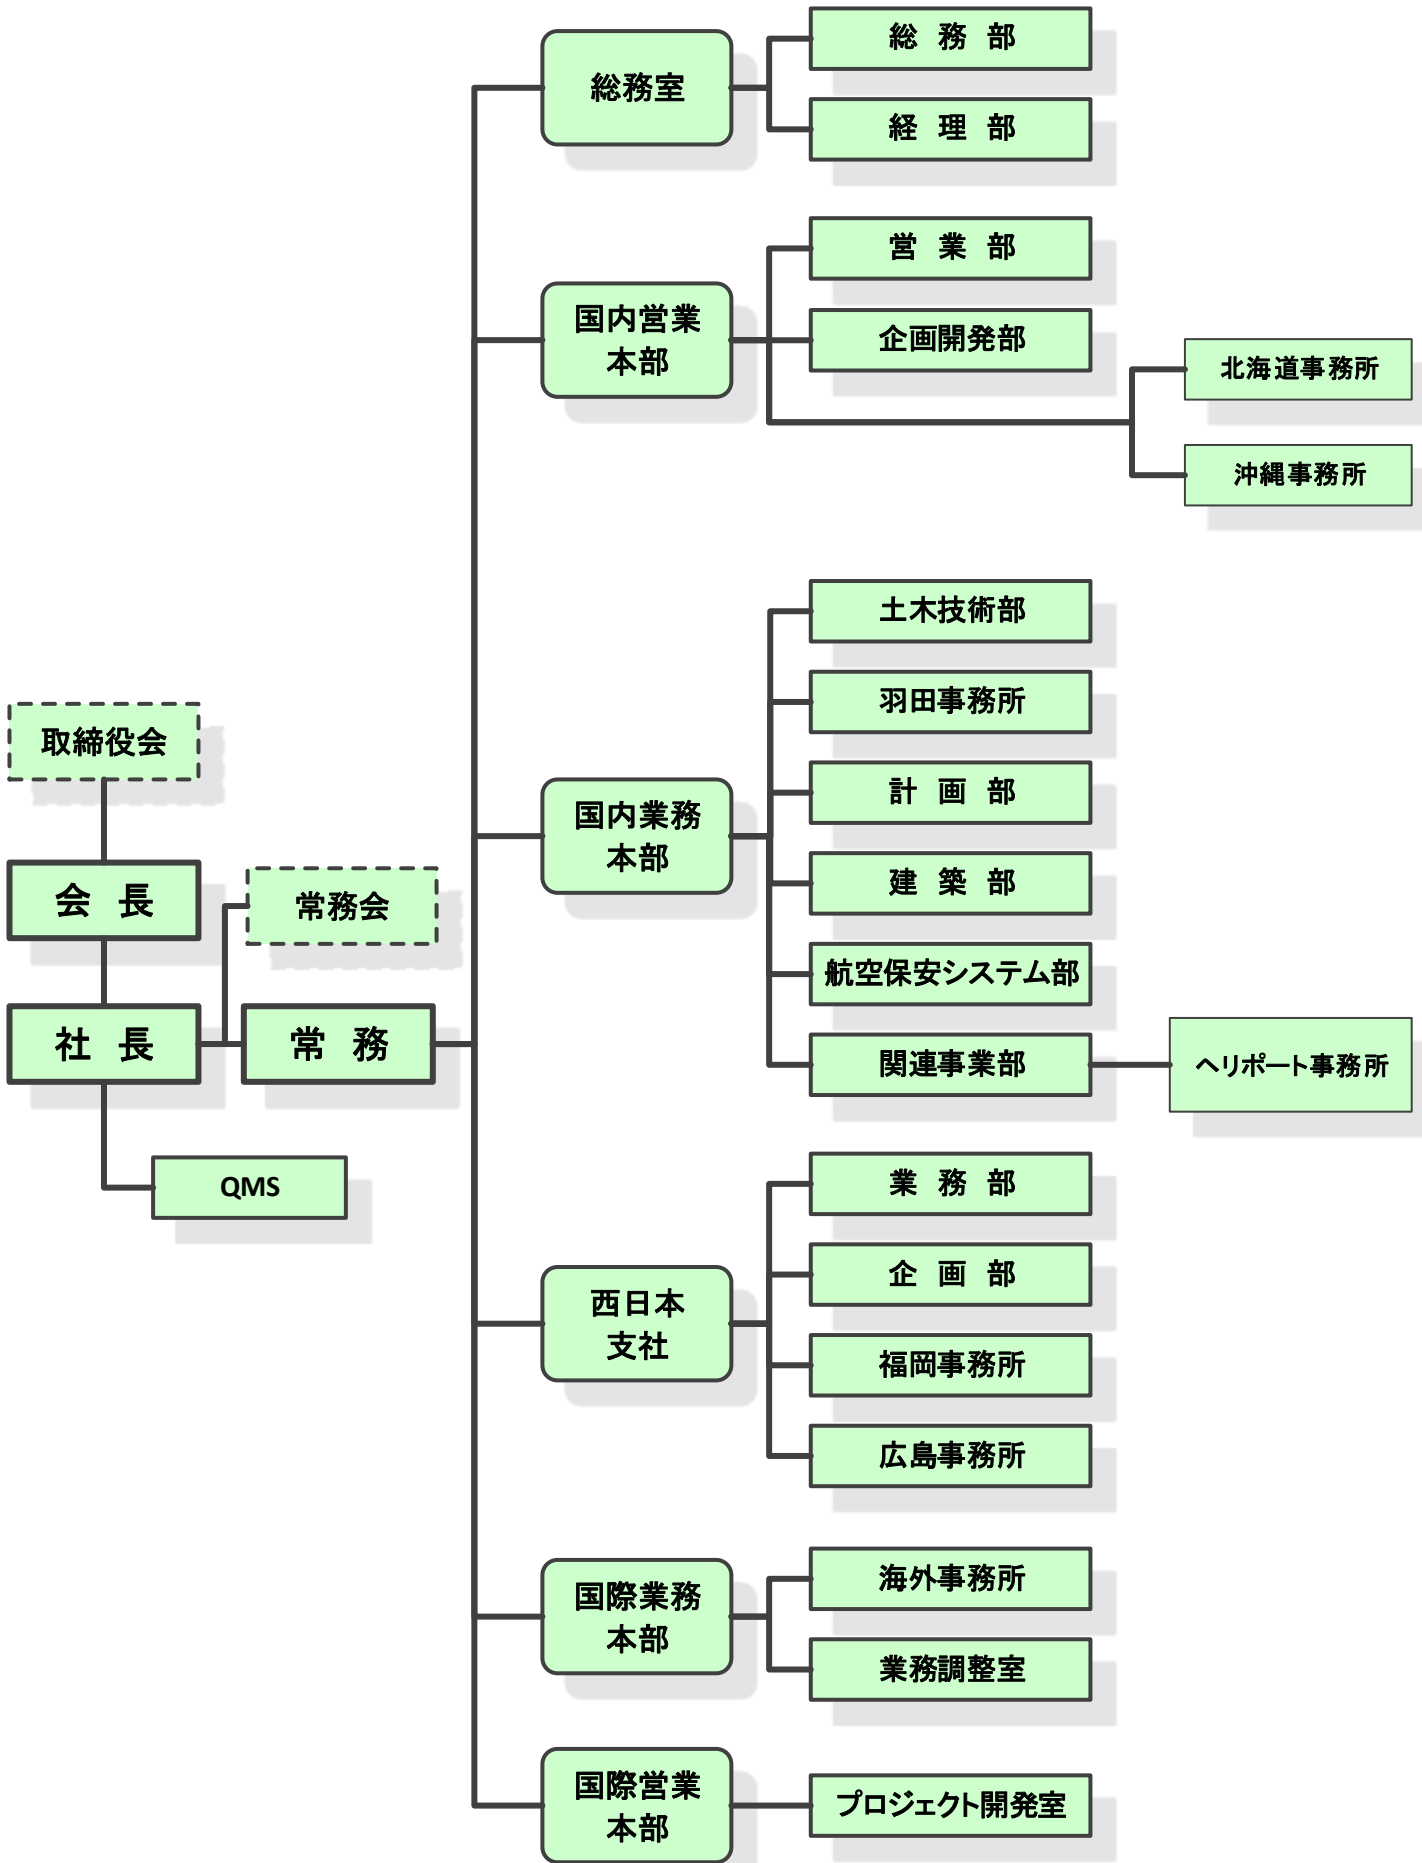 取締役会
会　長
社　長
常務会
常　務
QMS
総務室
総　務　部
経　理　部
国内営業
本部
営　業　部
企画開発部
北海道事務所
沖縄事務所
国内業務
本部
土木技術部
羽田事務所
計　画　部
建　築　部
航空保安システム部
関連事業部
ヘリポート事務所
西日本
支社
業　務　部
企　画　部
福岡事務所
広島事務所
国際業務
本部
海外事務所
業務調整室
国際営業
本部
プロジェクト開発室